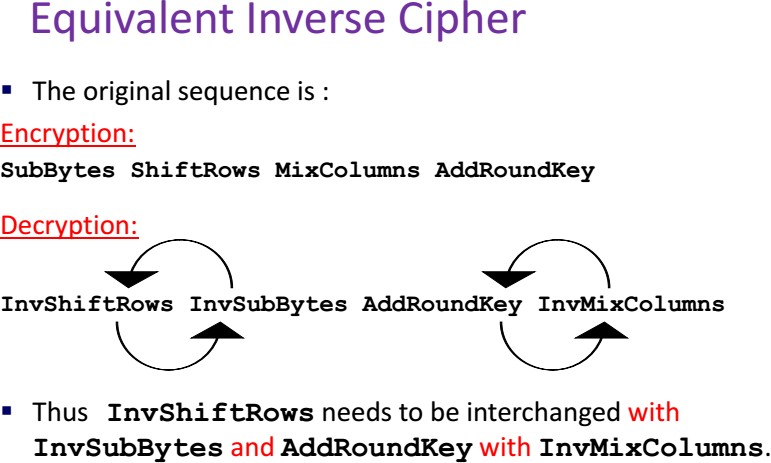 Equivalent Inverse Cipher
▪ The original sequence is :
Encryption:
SubBytes ShiftRows MixColumns AddRoundKey
Decryption:
InvShiftRows InvSubBytes AddRoundKey InvMixColumns
▪ Thus InvShiftRows needs to be interchanged with
InvSubBytes and AddRoundKey with InvMixColumns.